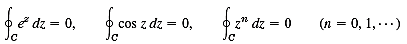 ∮_C e^z dz = 0, ∮_C cos z dz = 0, ∮_C z^n dz = 0 (n = 0, 1, ⋯)